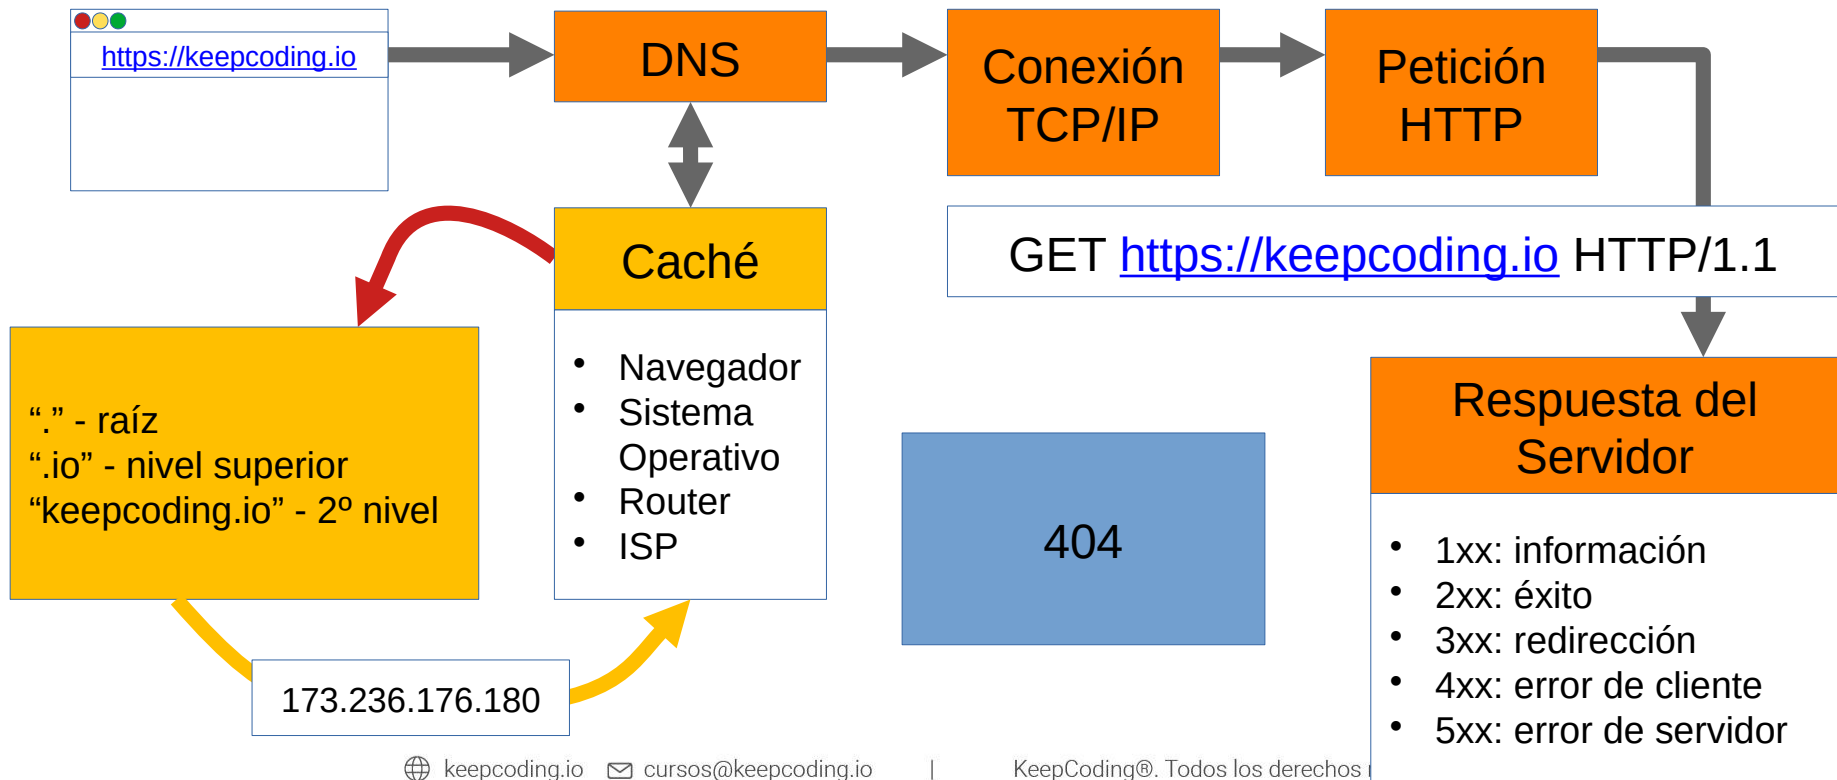 https://keepcoding.io
DNS
Conexión
TCP/IP
Petición
HTTP
GET https://keepcoding.io HTTP/1.1
Caché
• Navegador
• Sistema
Operativo
• Router
• ISP
“.” - raíz
“.io” - nivel superior
“keepcoding.io” - 2º nivel
173.236.176.180
404
Respuesta del
Servidor
• 1xx: información
• 2xx: éxito
• 3xx: redirección
• 4xx: error de cliente
• 5xx: error de servidor
keepcoding.io cursos@keepcoding.io | KeepCoding®. Todos los derechos